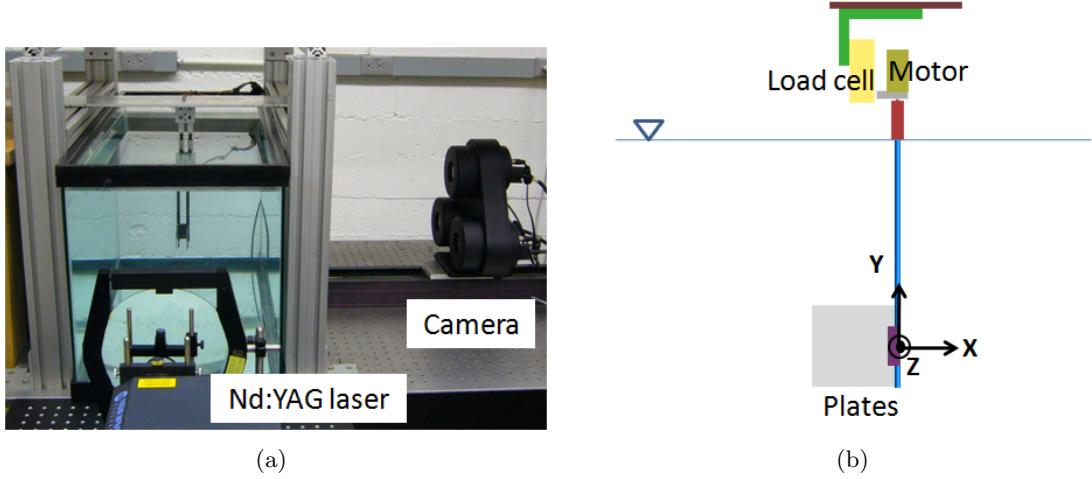 Camera
Nd:YAG laser
(a)
Load cell
Motor
Y
X
Z
Plates
(b)